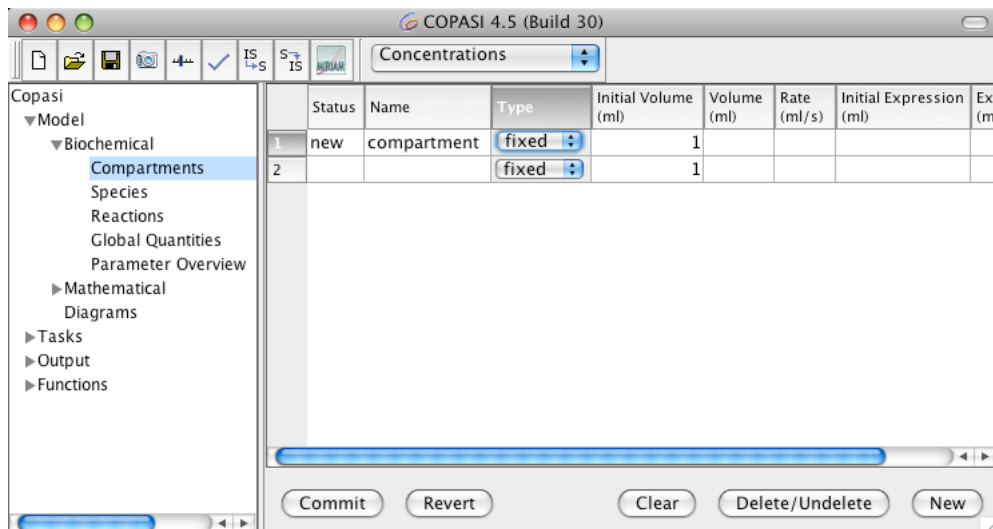 COPASI 4.5 (Build 30)
IS S S IS MIRIAM Concentrations
Copasi
Model
Biochemical
Compartments
Species
Reactions
Global Quantities
Parameter Overview
Mathematical
Diagrams
Tasks
Output
Functions
Status Name Type Initial Volume (ml) Volume (ml) Rate (ml/s) Initial Expression (ml) Ex (m
1 new compartment fixed 1
2 fixed 1
Commit Revert Clear Delete/Undelete New